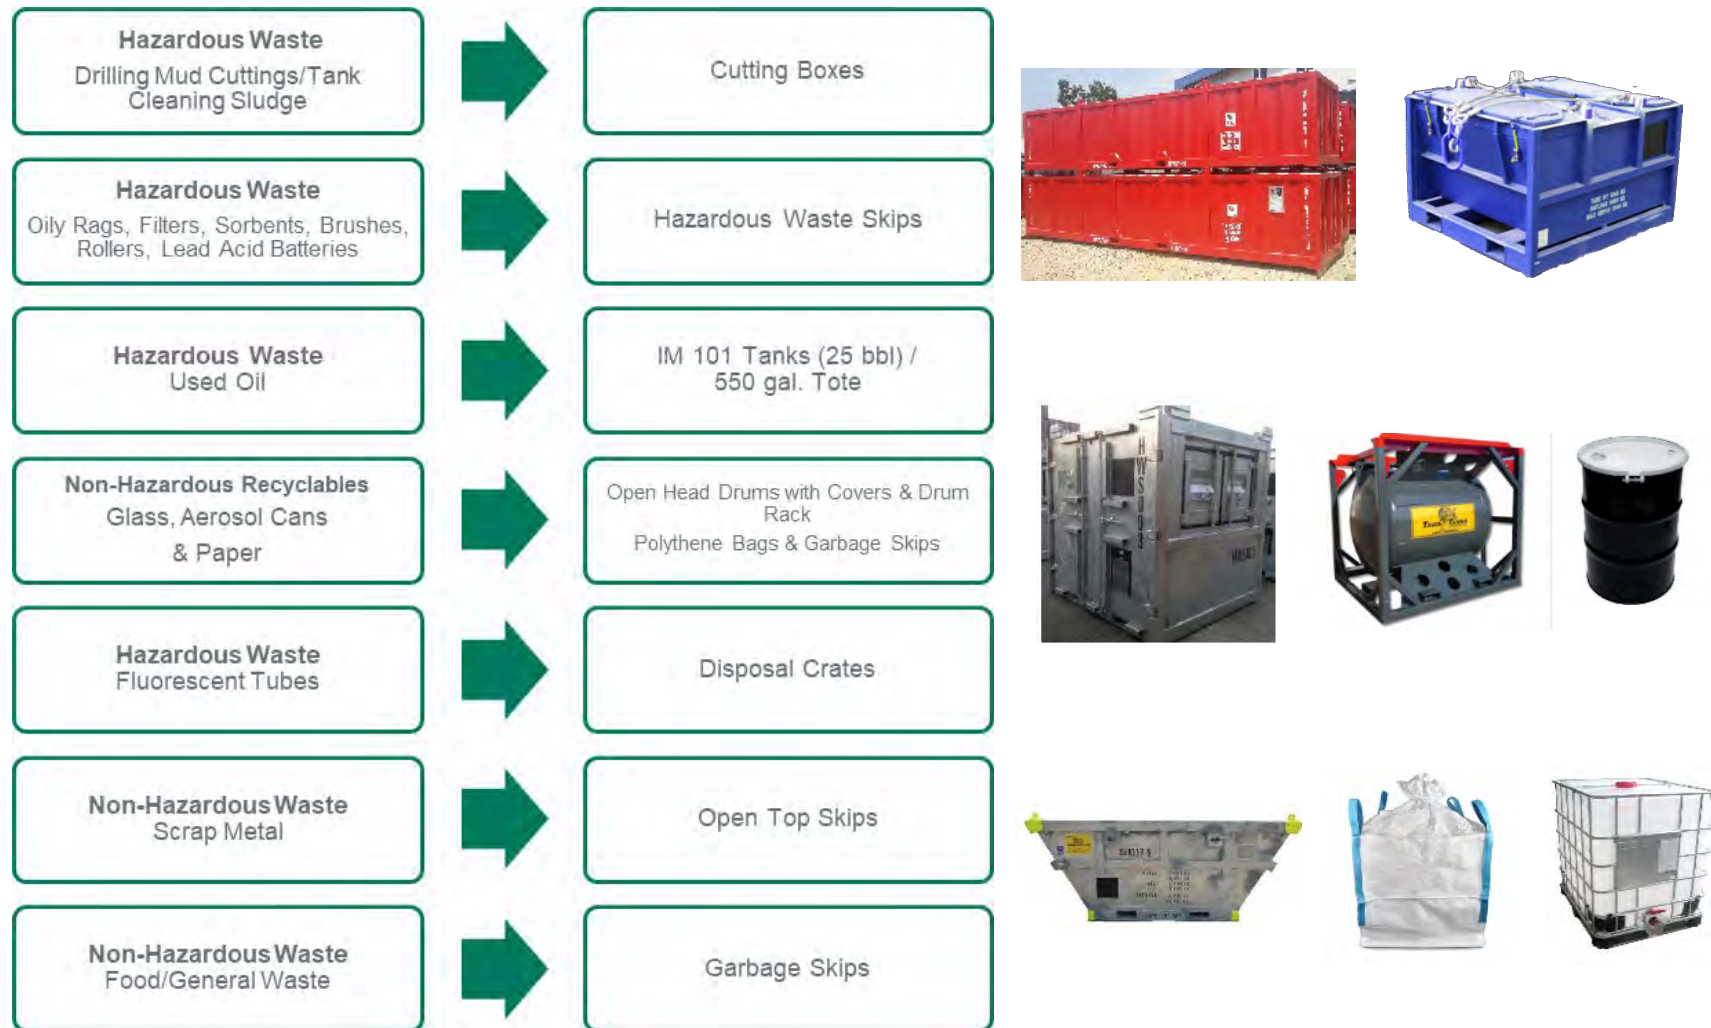 Hazardous Waste
Drilling Mud Cuttings/Tank
Cleaning Sludge
Cutting Boxes
Hazardous Waste
Oily Rags, Filters, Sorbents, Brushes,
Rollers, Lead Acid Batteries
Hazardous Waste Skips
Hazardous Waste
Used Oil
IM 101 Tanks (25 bbl) /
550 gal. Tote
Non-Hazardous Recyclables
Glass, Aerosol Cans
& Paper
Open Head Drums with Covers & Drum
Rack
Polythene Bags & Garbage Skips
Hazardous Waste
Fluorescent Tubes
Disposal Crates
Non-Hazardous Waste
Scrap Metal
Open Top Skips
Non-Hazardous Waste
Food/General Waste
Garbage Skips